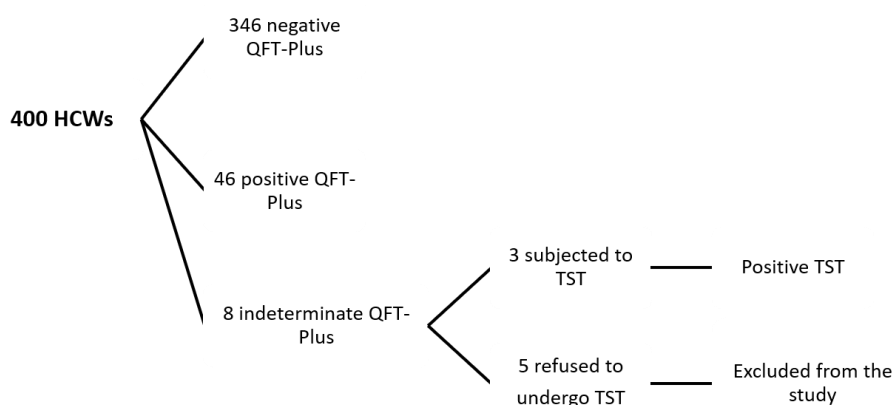 346 negative
QFT-Plus
400 HCWs
46 positive QFT-
Plus
8 indeterminate QFT-
Plus
3 subjected to
TST
Positive TST
5 refused to
undergo TST
Excluded from the
study